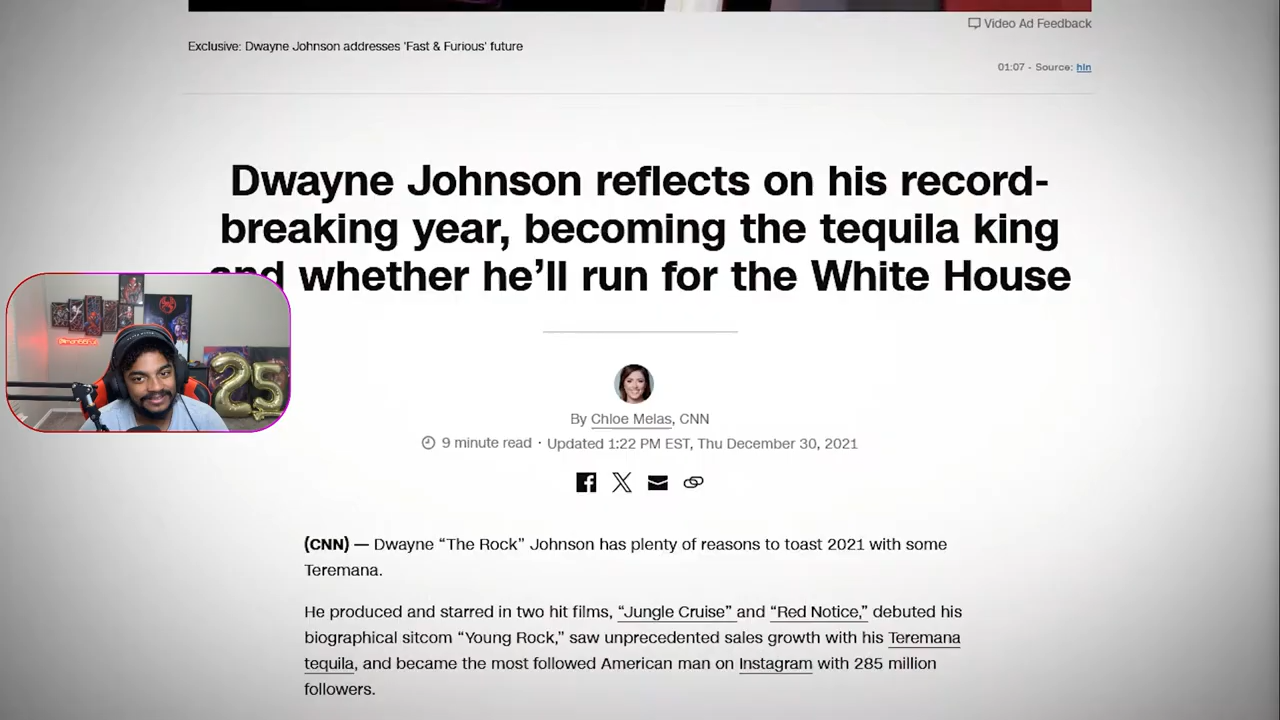 Video Ad Feedback
Exclusive: Dwayne Johnson addresses 'Fast & Furious' future
01:07 - Source: hln
Dwayne Johnson reflects on his record-
breaking year, becoming the tequila king
and whether he’ll run for the White House
25
By Chloe Melas, CNN
9 minute read · Updated 1:22 PM EST, Thu December 30, 2021
(CNN) — Dwayne “The Rock” Johnson has plenty of reasons to toast 2021 with some
Teremana.
He produced and starred in two hit films, “Jungle Cruise” and “Red Notice,” debuted his
biographical sitcom “Young Rock,” saw unprecedented sales growth with his Teremana
tequila, and became the most followed American man on Instagram with 285 million
followers.